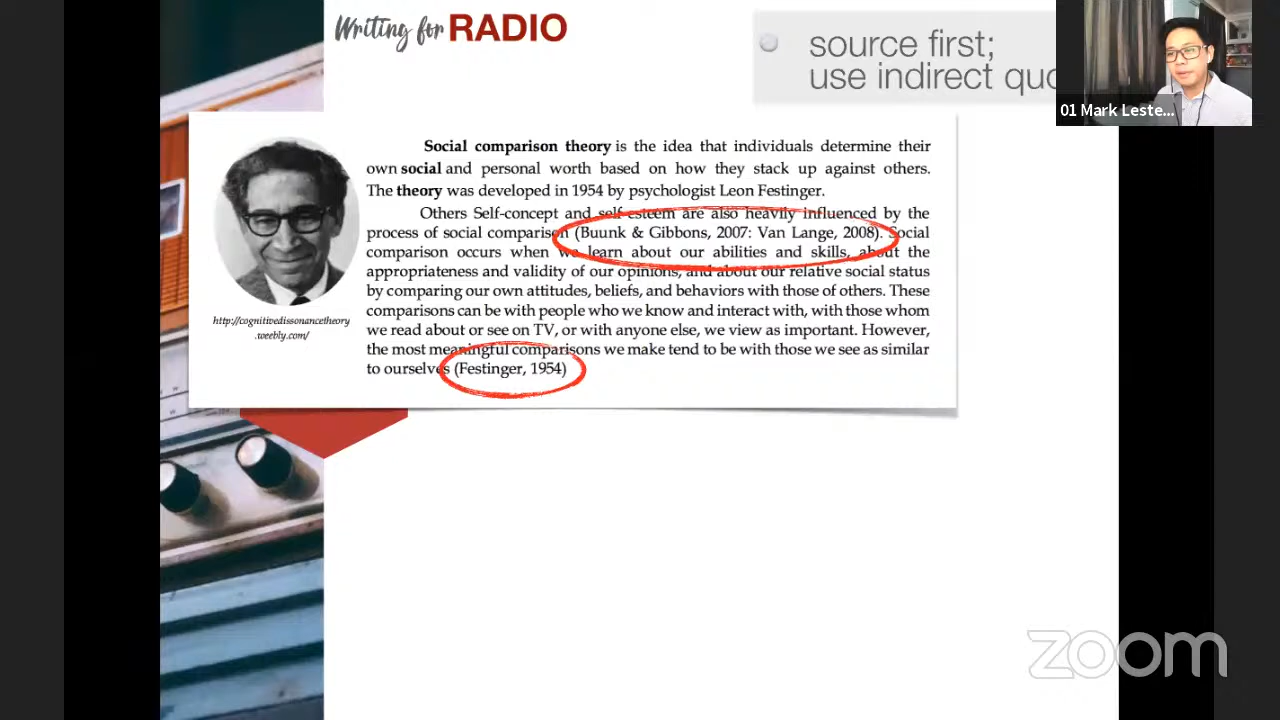 Writing for RADIO
source first;
use indirect quo
01 Mark Leste...
Social comparison theory is the idea that individuals determine their
own social and personal worth based on how they stack up against others.
The theory was developed in 1954 by psychologist Leon Festinger.
Others Self-concept and self-esteem are also heavily influenced by the
process of social comparison (Buunk & Gibbons, 2007: Van Lange, 2008). Social
comparison occurs when we learn about our abilities and skills, about the
appropriateness and validity of our opinions, and about our relative social status
by comparing our own attitudes, beliefs, and behaviors with those of others. These
comparisons can be with people who we know and interact with, with those whom
we read about or see on TV, or with anyone else, we view as important. However,
the most meaningful comparisons we make tend to be with those we see as similar
to ourselves (Festinger, 1954)
http://cognitivedissonancetheory
.weebly.com/
zoom